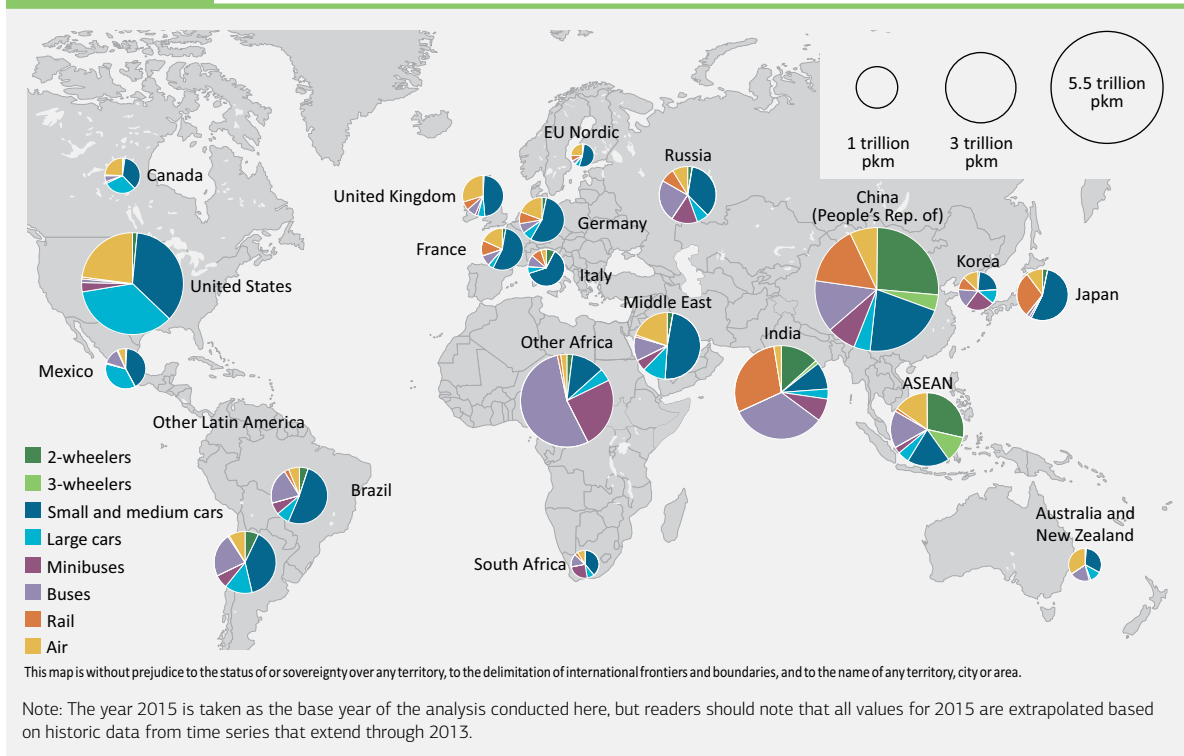 5.5 trillion
pkm
1 trillion
pkm
3 trillion
pkm
EU Nordic
Russia
Canada
United Kingdom
China
(People's Rep. of)
Germany
France
Korea
Italy
United States
Middle East
Japan
India
Other Africa
Mexico
ASEAN
Other Latin America
2-wheelers
3-wheelers
Small and medium cars
Large cars
Minibuses
Buses
Rail
Air
Brazil
Australia and
New Zealand
South Africa
This map is without prejudice to the status of or sovereignty over any territory, to the delimitation of international frontiers and boundaries, and to the name of any territory, city or area.
Note: The year 2015 is taken as the base year of the analysis conducted here, but readers should note that all values for 2015 are extrapolated based
on historic data from time series that extend through 2013.